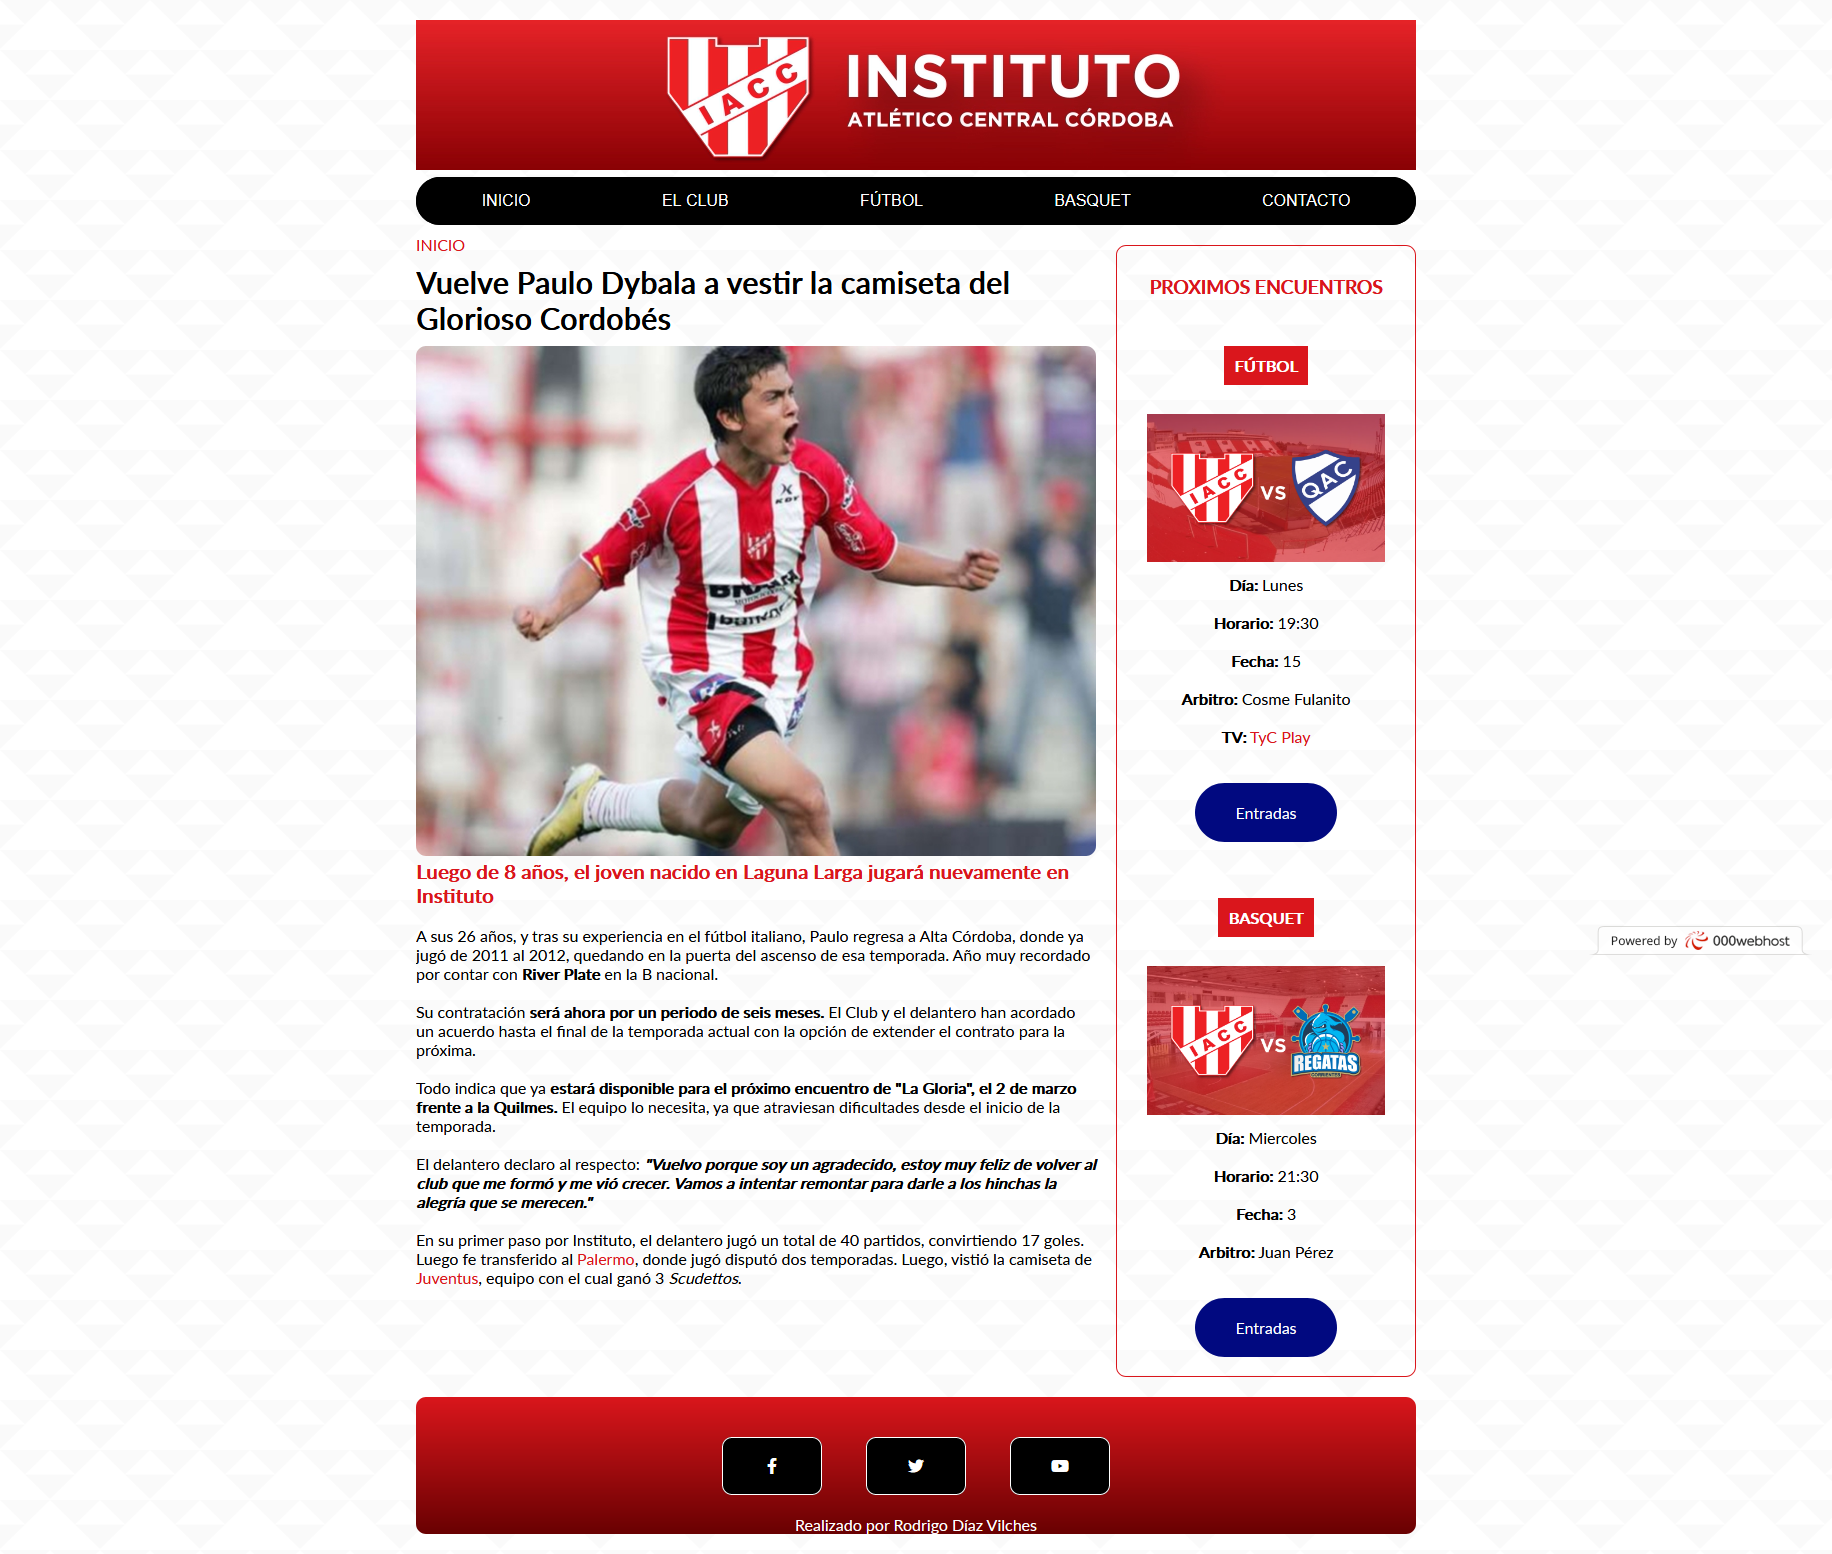 IACC
INSTITUTO
ATLÉTICO CENTRAL CÓRDOBA
INICIO
EL CLUB
FÚTBOL
BASQUET
CONTACTO
INICIO
Vuelve Paulo Dybala a vestir la camiseta del
Glorioso Cordobés
KDY
Luego de 8 años, el joven nacido en Laguna Larga jugará nuevamente en
Instituto
A sus 26 años, y tras su experiencia en el fútbol italiano, Paulo regresa a Alta Córdoba, donde ya
jugó de 2011 al 2012, quedando en la puerta del ascenso de esa temporada. Año muy recordado
por contar con River Plate en la B nacional.
Su contratación será ahora por un periodo de seis meses. El Club y el delantero han acordado
un acuerdo hasta el final de la temporada actual con la opción de extender el contrato para la
próxima.
Todo indica que ya estará disponible para el próximo encuentro de "La Gloria", el 2 de marzo
frente a la Quilmes. El equipo lo necesita, ya que atraviesan dificultades desde el inicio de la
temporada.
El delantero declaro al respecto: "Vuelvo porque soy un agradecido, estoy muy feliz de volver al
club que me formó y me vió crecer. Vamos a intentar remontar para darle a los hinchas la
alegría que se merecen."
En su primer paso por Instituto, el delantero jugó un total de 40 partidos, convirtiendo 17 goles.
Luego fe transferido al Palermo, donde jugó disputó dos temporadas. Luego, vistió la camiseta de
Juventus, equipo con el cual ganó 3 Scudettos.
PROXIMOS ENCUENTROS
FÚTBOL
IACC VS QAC
Día: Lunes
Horario: 19:30
Fecha: 15
Arbitro: Cosme Fulanito
TV: TyC Play
Entradas
BASQUET
IACC VS REGATAS
CORRIENTES
Día: Miercoles
Horario: 21:30
Fecha: 3
Arbitro: Juan Pérez
Entradas
Powered by 000webhost
Realizado por Rodrigo Díaz Vilches